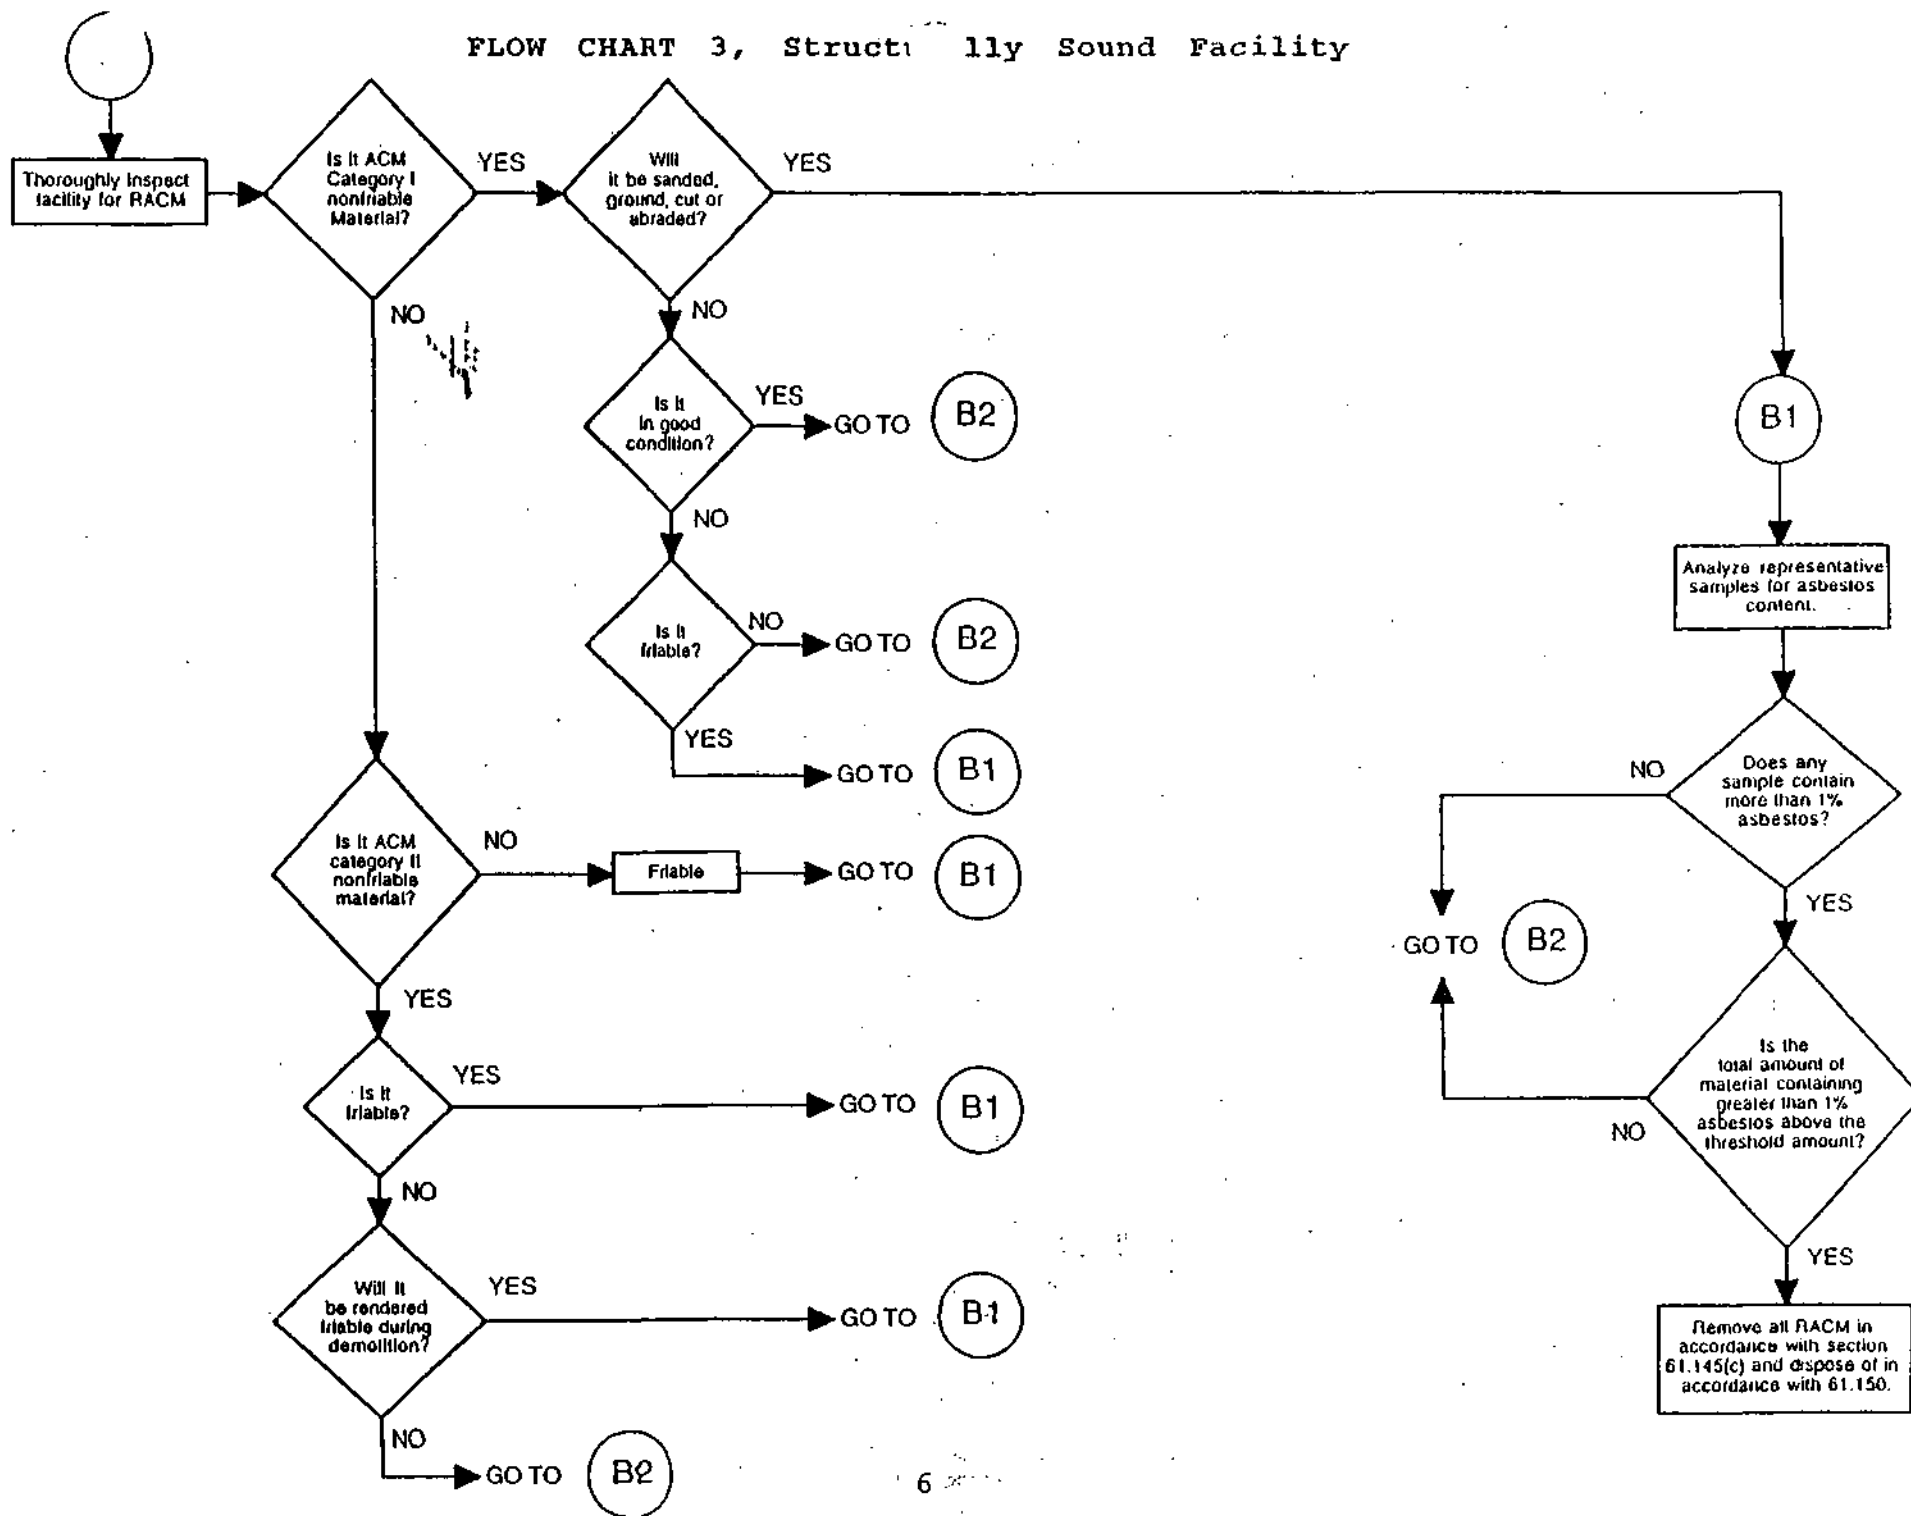 FLOW CHART 3, Struct lly Sound Facility
Thoroughly Inspect
facility for RACM
Is It ACM
Category I
nonfriable
Material?
YES
NO
Will
it be sanded,
ground, cut or
abraded?
YES
NO
Is It
in good
condition?
YES
GO TO B2
NO
Is It
friable?
NO
GO TO B2
YES
GO TO B1
Is It ACM
category II
nonfriable
material?
NO
Friable
GO TO B1
YES
Is It
friable?
YES
GO TO B1
NO
Will It
be rendered
friable during
demolition?
YES
GO TO B1
NO
GO TO B2
B1
Analyze representative
samples for asbestos
content.
Does any
sample contain
more than 1%
asbestos?
NO
YES
GO TO B2
Is the
total amount of
material containing
greater than 1%
asbestos above the
threshold amount?
NO
YES
Remove all RACM in
accordance with section
61.145(c) and dispose of in
accordance with 61.150.
6